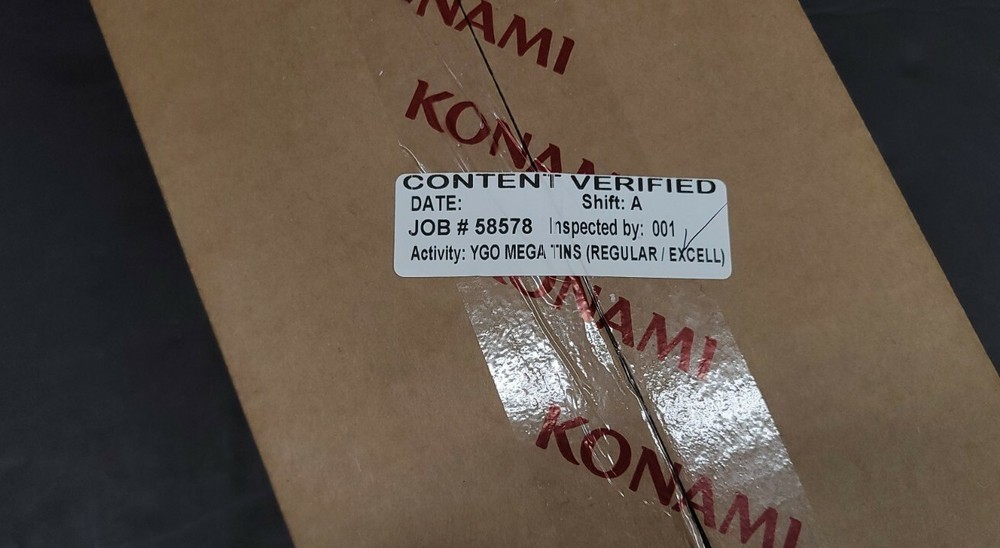 KONAMI
KONAMI
CONTENT VERIFIED
DATE: Shift: A
JOB # 58578 Inspected by: 001
Activity: YGO MEGA TINS (REGULAR / EXCELL)
KONAMI
KONAMI